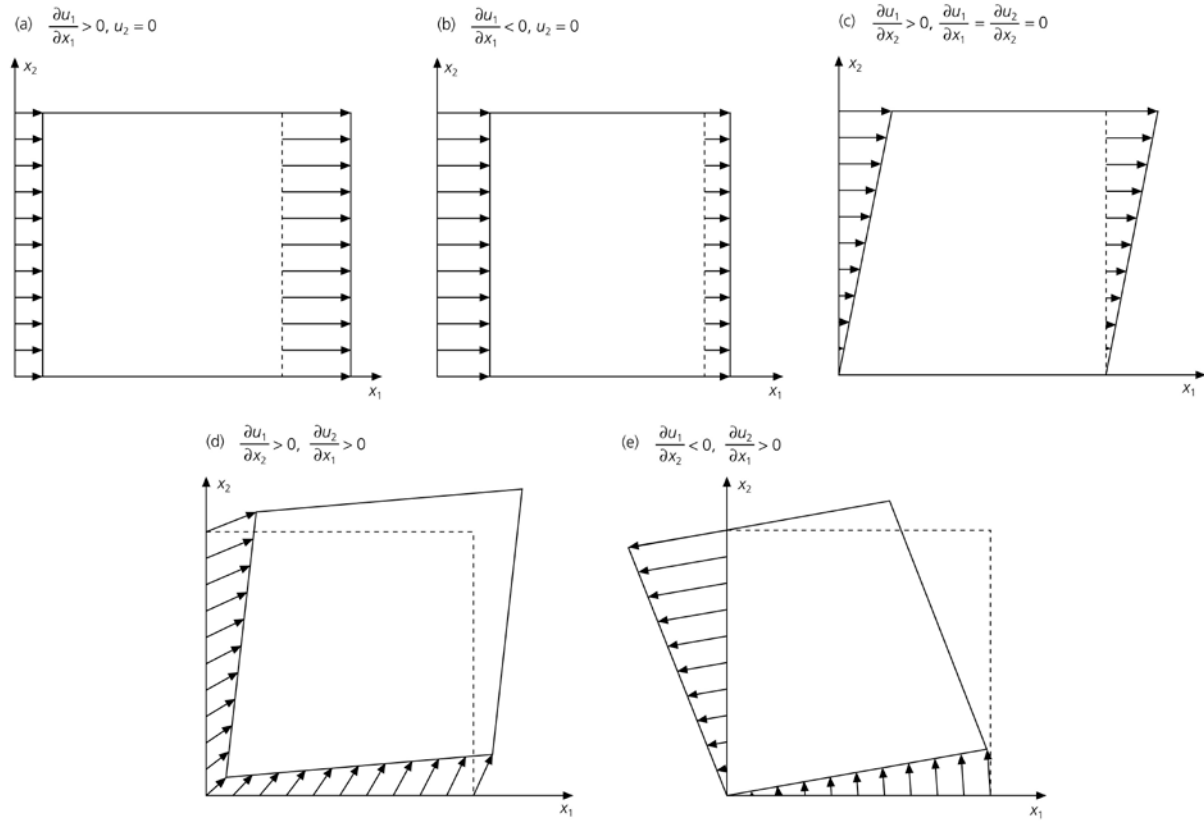 (a) ∂u₁/∂x₁ > 0, u₂ = 0
(b) ∂u₁/∂x₁ < 0, u₂ = 0
(c) ∂u₁/∂x₂ > 0, ∂u₁/∂x₁ = ∂u₂/∂x₂ = 0
x₂
x₂
x₂
x₁
x₁
x₁
(d) ∂u₁/∂x₂ > 0, ∂u₂/∂x₁ > 0
(e) ∂u₁/∂x₂ < 0, ∂u₂/∂x₁ > 0
x₂
x₂
x₁
x₁